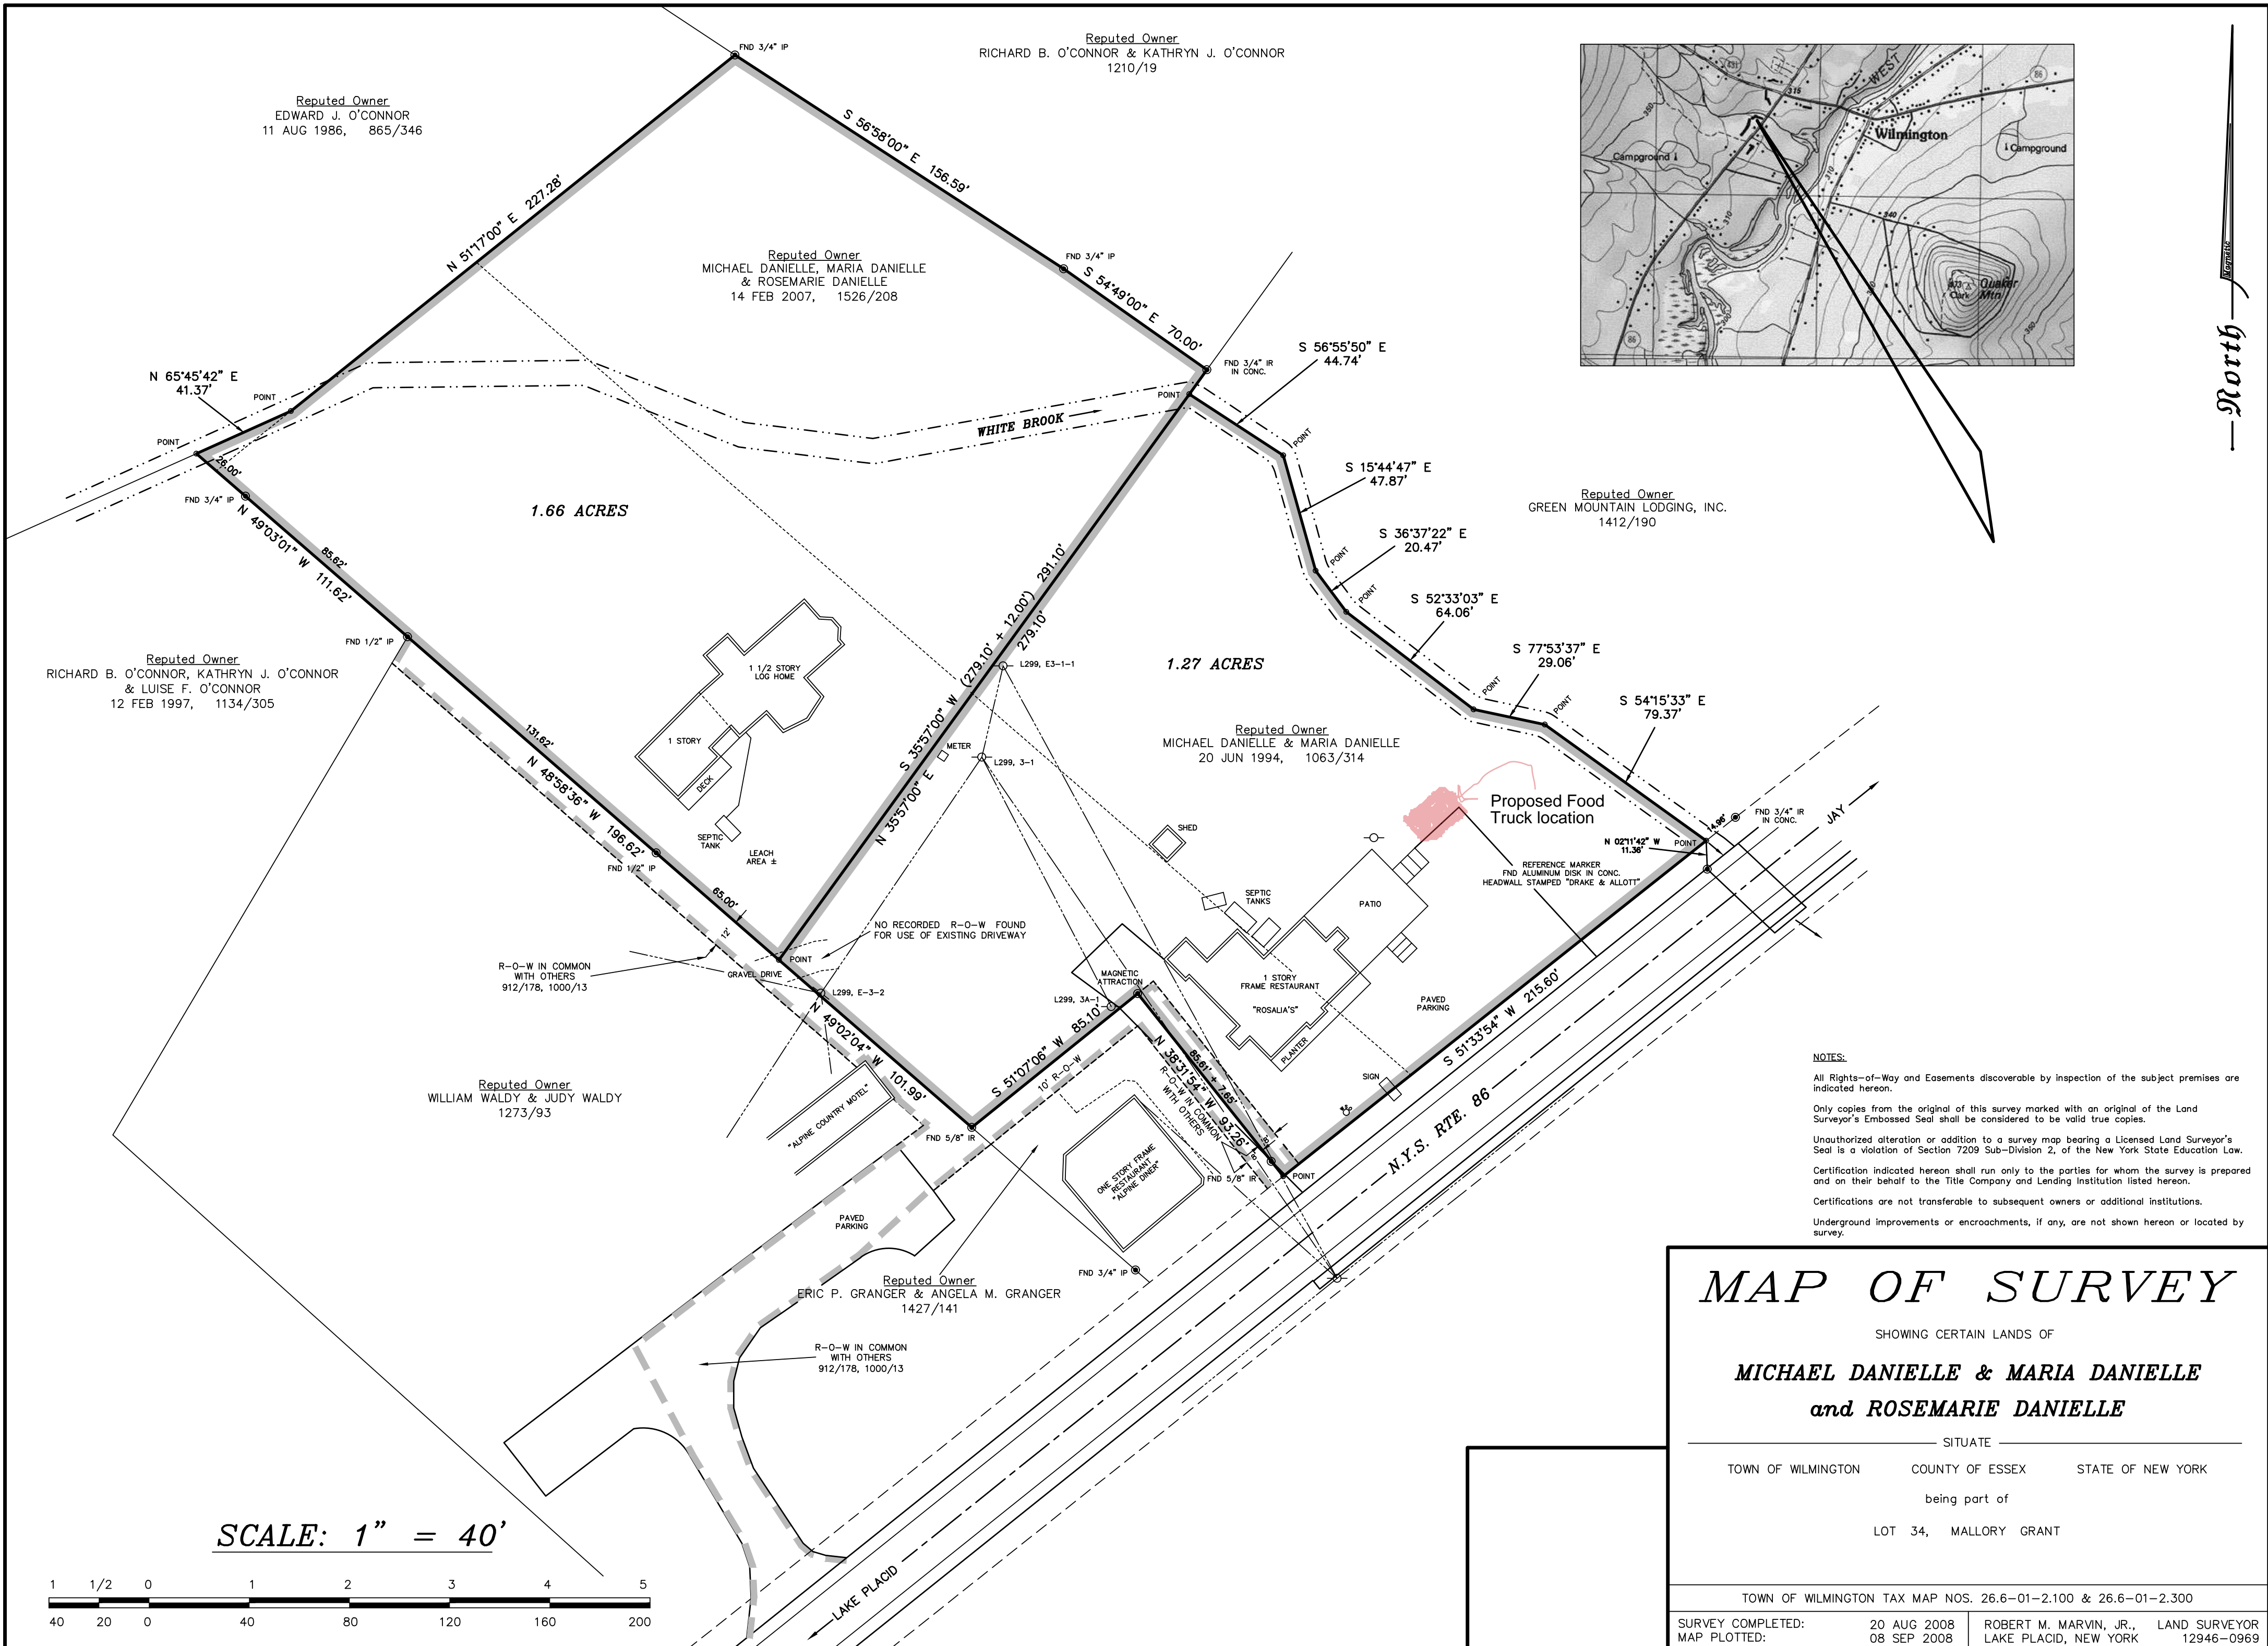 FND 3/4" IP
Reputed Owner
RICHARD B. O'CONNOR & KATHRYN J. O'CONNOR
1210/19
Reputed Owner
EDWARD J. O'CONNOR
11 AUG 1986, 865/346
S 56°58'00" E 156.59'
N 51°17'00" E 227.28'
Reputed Owner
MICHAEL DANIELLE, MARIA DANIELLE
& ROSEMARIE DANIELLE
14 FEB 2007, 1526/208
FND 3/4" IP
S 54°49'00" E 70.00'
FND 3/4" IR
IN CONC.
POINT
S 56°55'50" E
44.74'
POINT
N 65°45'42" E
41.37'
POINT
POINT
26.00'
FND 3/4" IP
WHITE BROOK
S 15°44'47" E
47.87'
POINT
Reputed Owner
GREEN MOUNTAIN LODGING, INC.
1412/190
1.66 ACRES
S 36°37'22" E
20.47'
POINT
N 49°03'01" W 111.62'
85.62'
FND 1/2" IP
S 52°33'03" E
64.06'
POINT
S 77°53'37" E
29.06'
POINT
S 54°15'33" E
79.37'
Reputed Owner
RICHARD B. O'CONNOR, KATHRYN J. O'CONNOR
& LUISE F. O'CONNOR
12 FEB 1997, 1134/305
1 1/2 STORY
LOG HOME
1 STORY
DECK
SEPTIC
TANK
LEACH
AREA ±
S 35°57'00" W (279.10' + 12.00') 291.10'
N 35°57'00" E
279.10'
L299, E3-1-1
METER
L299, 3-1
1.27 ACRES
Reputed Owner
MICHAEL DANIELLE & MARIA DANIELLE
20 JUN 1994, 1063/314
Proposed Food
Truck location
FND 3/4" IR
IN CONC.
14.96'
JAY
N 02°11'42" W
11.36'
POINT
REFERENCE MARKER
FND ALUMINUM DISK IN CONC.
HEADWALL STAMPED "DRAKE & ALLOTT"
SHED
SEPTIC
TANKS
PATIO
131.62'
N 48°58'36" W 196.62'
FND 1/2" IP
65.00'
12'
NO RECORDED R-O-W FOUND
FOR USE OF EXISTING DRIVEWAY
POINT
GRAVEL DRIVE
R-O-W IN COMMON
WITH OTHERS
912/178, 1000/13
L299, E-3-2
MAGNETIC
ATTRACTION
L299, 3A-1
1 STORY
FRAME RESTAURANT
"ROSALIA'S"
PLANTER
PAVED
PARKING
S 51°33'54" W 215.60'
SIGN
N 49°02'04" W 101.99'
S 51°07'06" W 85.10'
10' R-O-W
85.61' + 7.65'
N 38°31'54" W 93.26'
R-O-W IN COMMON
WITH OTHERS
N.Y.S. RTE. 86
Reputed Owner
WILLIAM WALDY & JUDY WALDY
1273/93
"ALPINE COUNTRY MOTEL"
FND 5/8" IR
ONE STORY FRAME
RESTAURANT
"ALPINE DINER"
FND 5/8" IR
POINT
PAVED
PARKING
FND 3/4" IP
Reputed Owner
ERIC P. GRANGER & ANGELA M. GRANGER
1427/141
R-O-W IN COMMON
WITH OTHERS
912/178, 1000/13
LAKE PLACID
SCALE: 1" = 40'
1 1/2 0 1 2 3 4 5
40 20 0 40 80 120 160 200
431
315
WEST
86
Wilmington
Campground
Campground
310
310
340
300
Quaker
Mtn
Clark
86
350
Magnetic
North
NOTES:
All Rights-of-Way and Easements discoverable by inspection of the subject premises are
indicated hereon.
Only copies from the original of this survey marked with an original of the Land
Surveyor's Embossed Seal shall be considered to be valid true copies.
Unauthorized alteration or addition to a survey map bearing a Licensed Land Surveyor's
Seal is a violation of Section 7209 Sub-Division 2, of the New York State Education Law.
Certification indicated hereon shall run only to the parties for whom the survey is prepared
and on their behalf to the Title Company and Lending Institution listed hereon.
Certifications are not transferable to subsequent owners or additional institutions.
Underground improvements or encroachments, if any, are not shown hereon or located by
survey.
MAP OF SURVEY
SHOWING CERTAIN LANDS OF
MICHAEL DANIELLE & MARIA DANIELLE
and ROSEMARIE DANIELLE
SITUATE
TOWN OF WILMINGTON COUNTY OF ESSEX STATE OF NEW YORK
being part of
LOT 34, MALLORY GRANT
TOWN OF WILMINGTON TAX MAP NOS. 26.6-01-2.100 & 26.6-01-2.300
SURVEY COMPLETED: 20 AUG 2008
MAP PLOTTED: 08 SEP 2008
ROBERT M. MARVIN, JR., LAND SURVEYOR
LAKE PLACID, NEW YORK 12946-0969